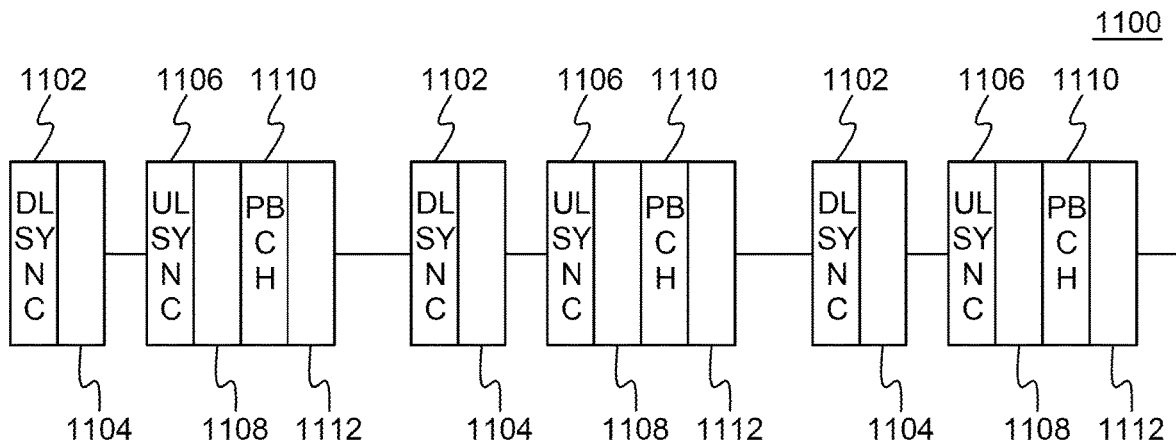 1100
1102 1106 1110 1102 1106 1110 1102 1106 1110
DL UL PB DL UL PB DL UL PB
SY SY C SY SY C SY SY C
N N H N N H N N H
C C C C C C
1104 1108 1112 1104 1108 1112 1104 1108 1112